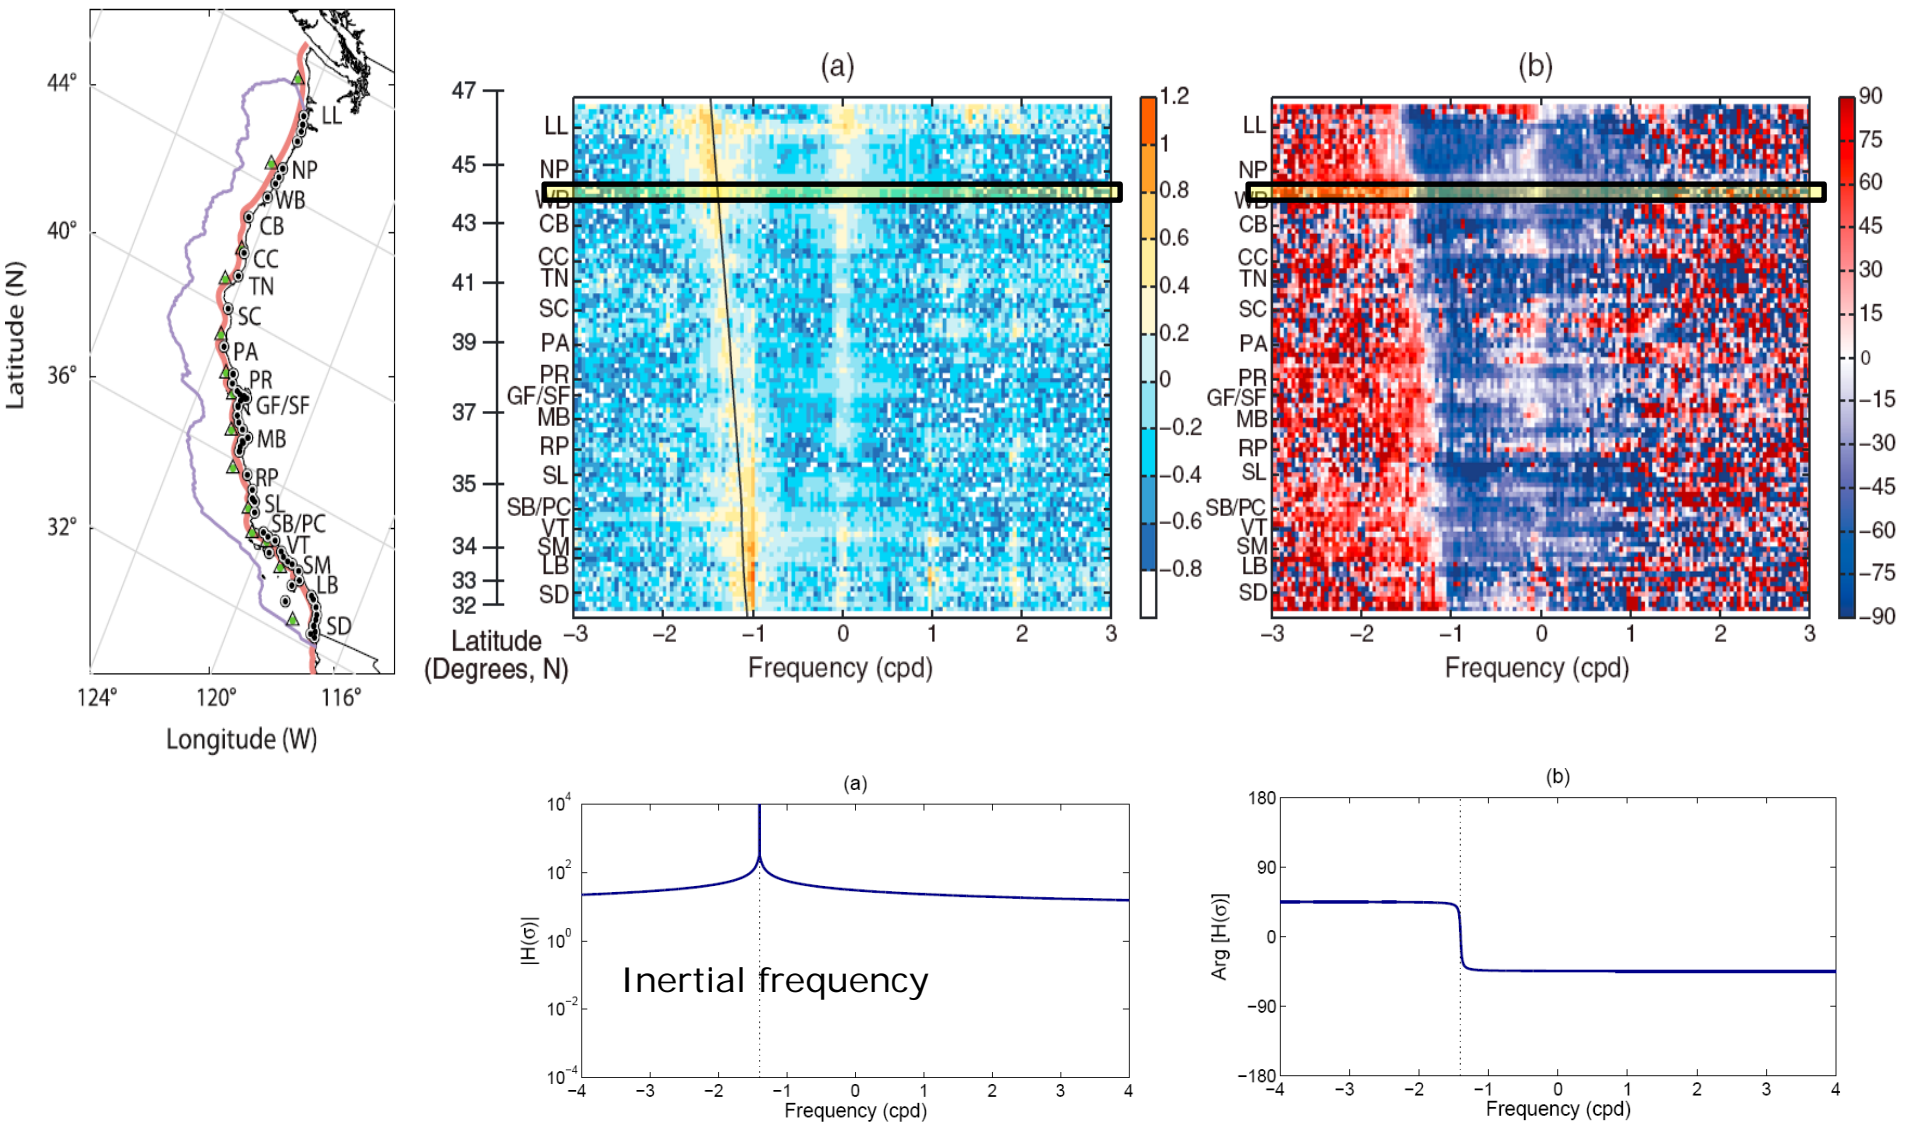 44°
40°
36°
32°
Latitude (N)
124°
120°
116°
Longitude (W)
LL
NP
WB
CB
CC
TN
SC
PA
PR
GF/SF
MB
RP
SL
SB/PC
VT
SM
LB
SD
(a)
47
45
43
41
39
37
35
34
33
32
Latitude
(Degrees, N)
LL
NP
WB
CB
CC
TN
SC
PA
PR
GF/SF
MB
RP
SL
SB/PC
VT
SM
LB
SD
−3 −2 −1 0 1 2 3
Frequency (cpd)
1.2
1
0.8
0.6
0.4
0.2
0
−0.2
−0.4
−0.6
−0.8
(b)
LL
NP
WB
CB
CC
TN
SC
PA
PR
GF/SF
MB
RP
SL
SB/PC
VT
SM
LB
SD
−3 −2 −1 0 1 2 3
Frequency (cpd)
90
75
60
45
30
15
0
−15
−30
−45
−60
−75
−90
(a)
10^4
10^2
10^0
10^−2
10^−4
|H(σ)|
Inertial frequency
−4 −3 −2 −1 0 1 2 3 4
Frequency (cpd)
(b)
180
90
0
−90
−180
Arg [H(σ)]
−4 −3 −2 −1 0 1 2 3 4
Frequency (cpd)